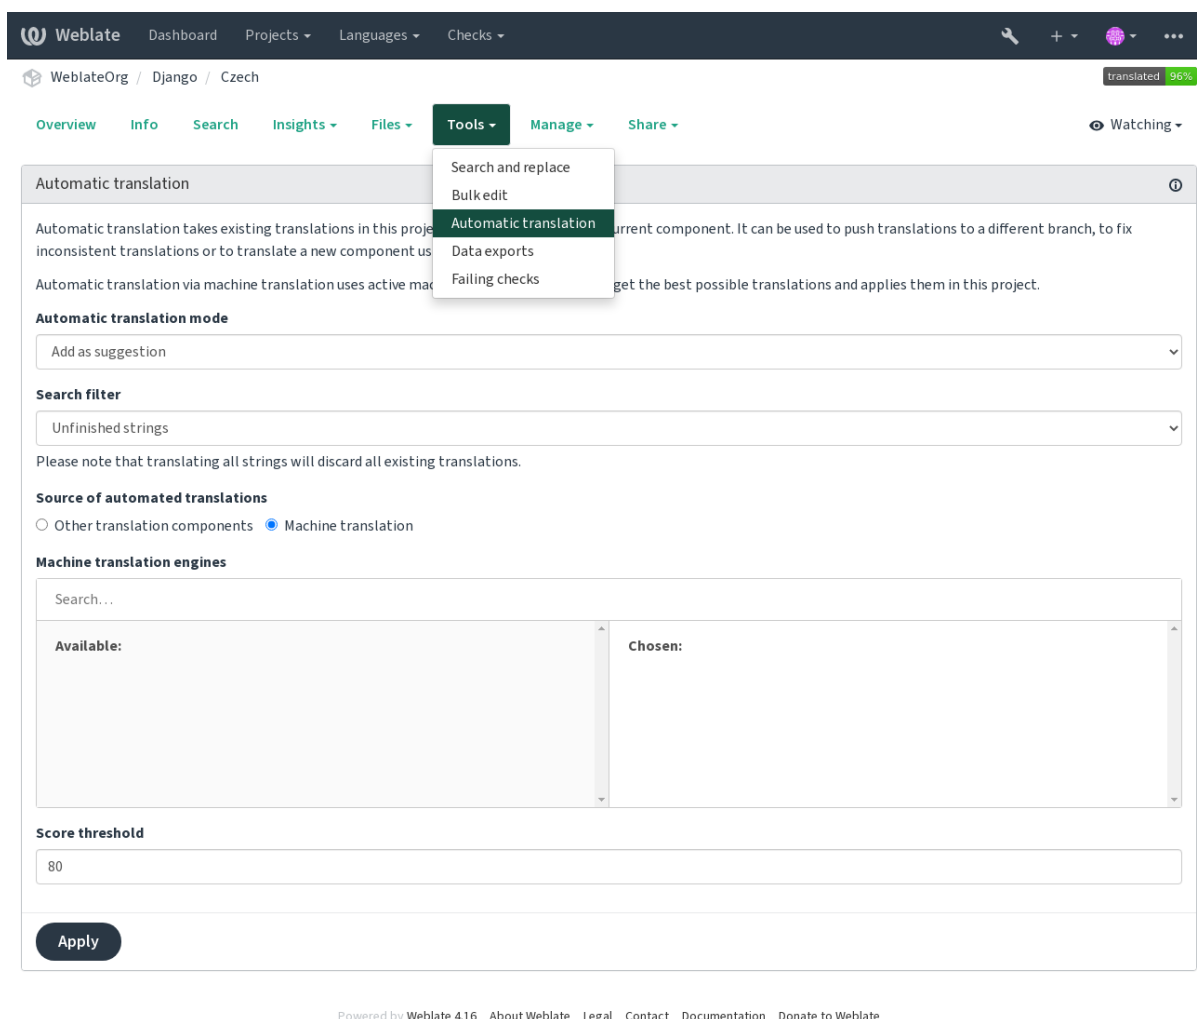 Weblate Dashboard Projects Languages Checks
WeblateOrg / Django / Czech translated 96%
Overview Info Search Insights Files Tools Manage Share Watching
Search and replace
Bulk edit
Automatic translation
Data exports
Failing checks
Automatic translation
Automatic translation takes existing translations in this proje urrent component. It can be used to push translations to a different branch, to fix
inconsistent translations or to translate a new component us
Automatic translation via machine translation uses active mac get the best possible translations and applies them in this project.
Automatic translation mode
Add as suggestion
Search filter
Unfinished strings
Please note that translating all strings will discard all existing translations.
Source of automated translations
Other translation components Machine translation
Machine translation engines
Search…
Available: Chosen:
Score threshold
80
Apply
Powered by Weblate 4.16 About Weblate Legal Contact Documentation Donate to Weblate